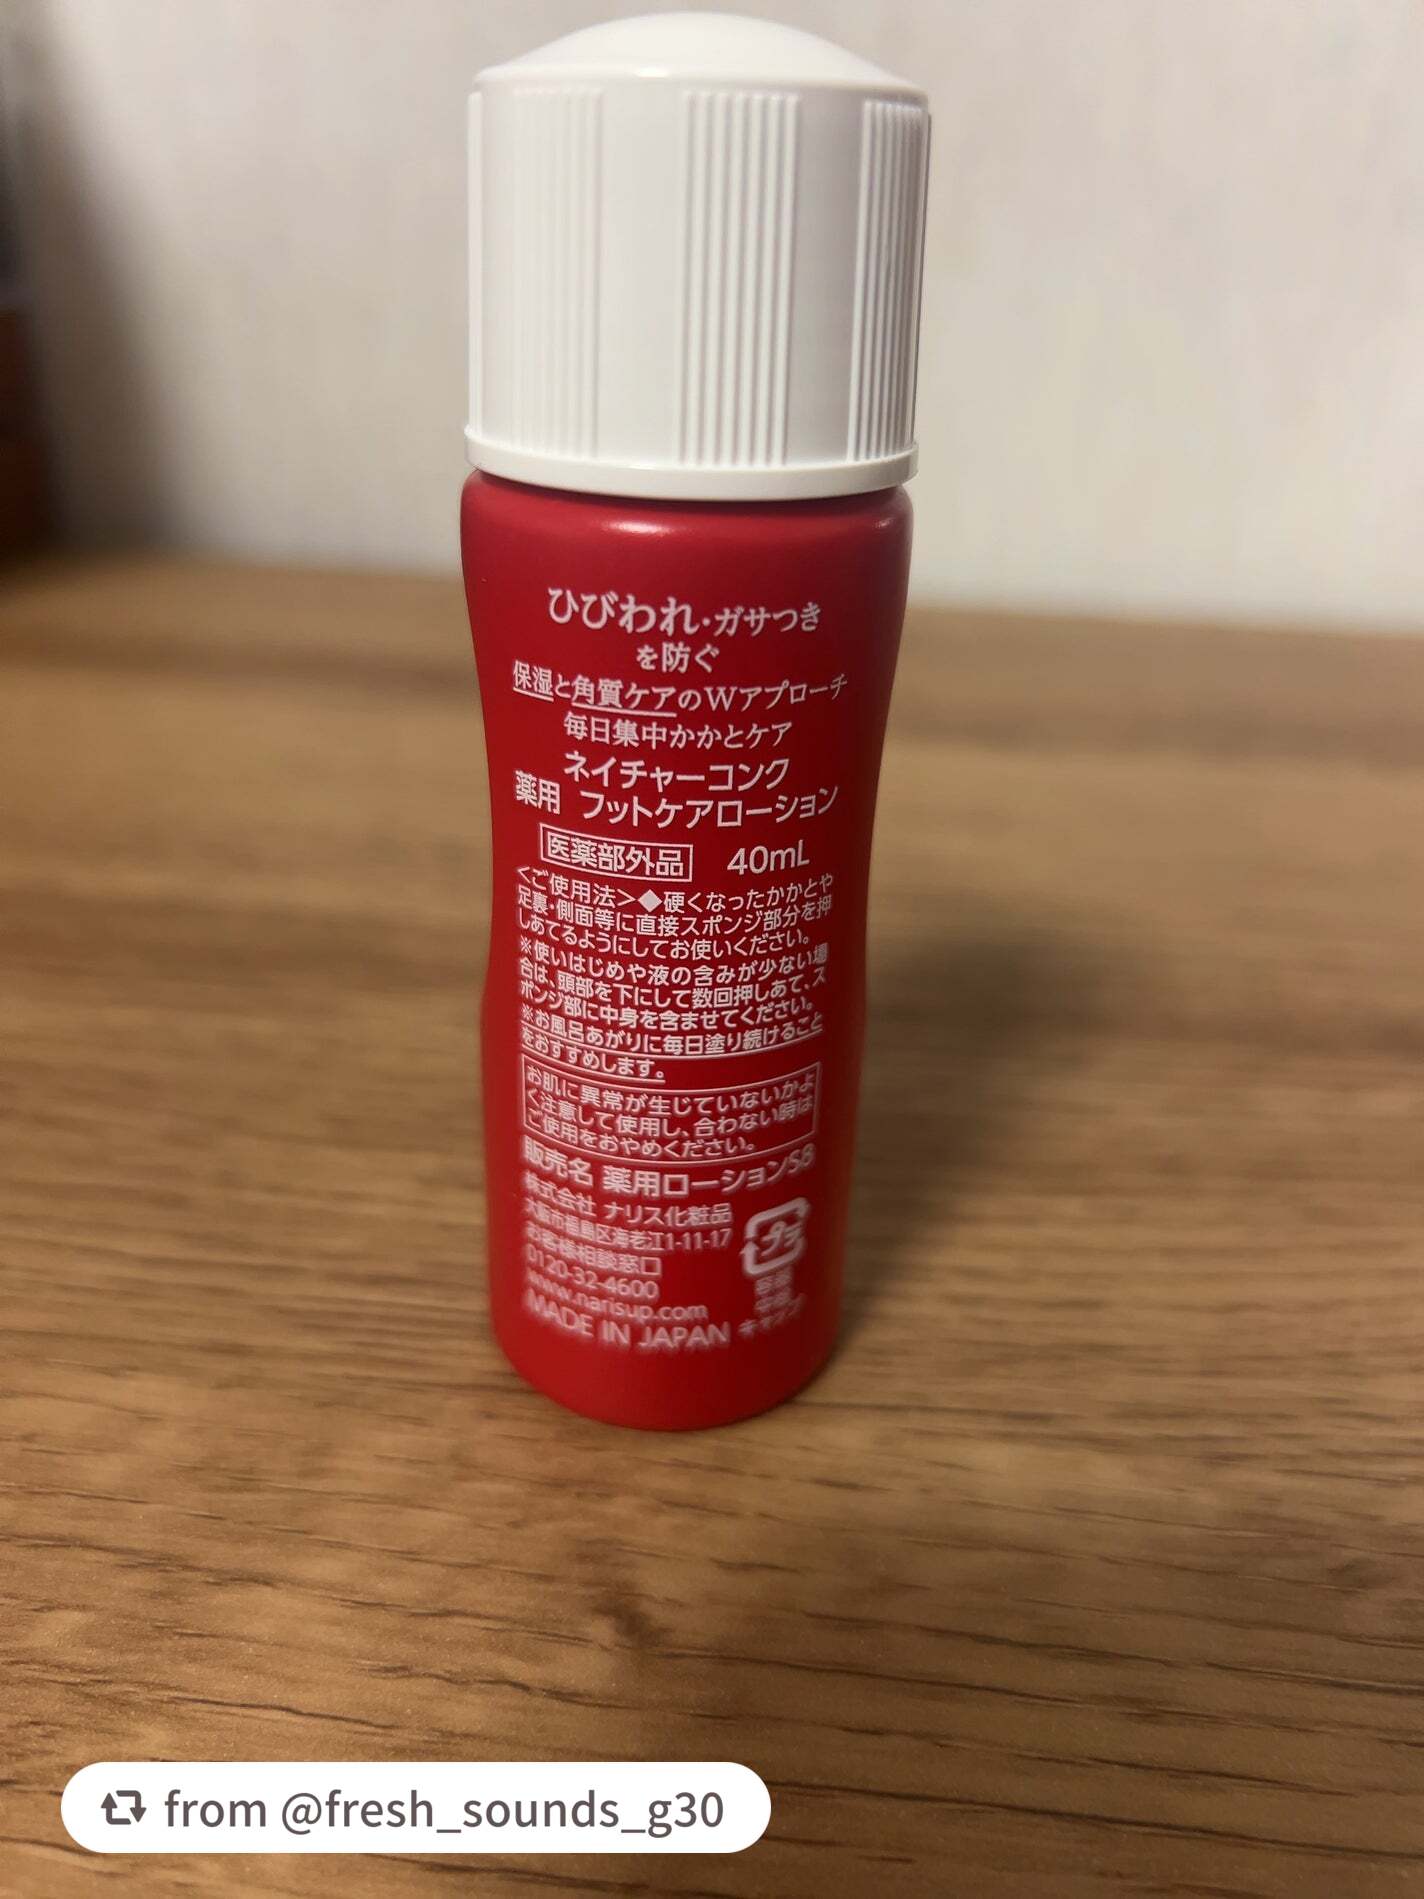 ひびわれ・ガサつき
を防ぐ
保湿と角質ケアのWアプローチ
毎日集中かかとケア
ネイチャーコンク
薬用 フットケアローション
医薬部外品 40mL
<ご使用法>◆硬くなったかかとや
足裏・側面等に直接スポンジ部分を押
しあてるようにしてお使いください。
※使いはじめや液の含みが少ない場
合は、頭部を下にして数回押しあて、ス
ポンジ部に中身を含ませてください。
※お風呂あがりに毎日塗り続けること
をおすすめします。
お肌に異常が生じていないかよ
く注意して使用し、合わない時は
ご使用をおやめください。
販売名 薬用ローションS8
株式会社 ナリス化粧品
大阪市福島区海老江1-11-17
お客様相談窓口
0120-32-4600
www.narisup.com
MADE IN JAPAN
プラ
キャップ
from @fresh_sounds_g30